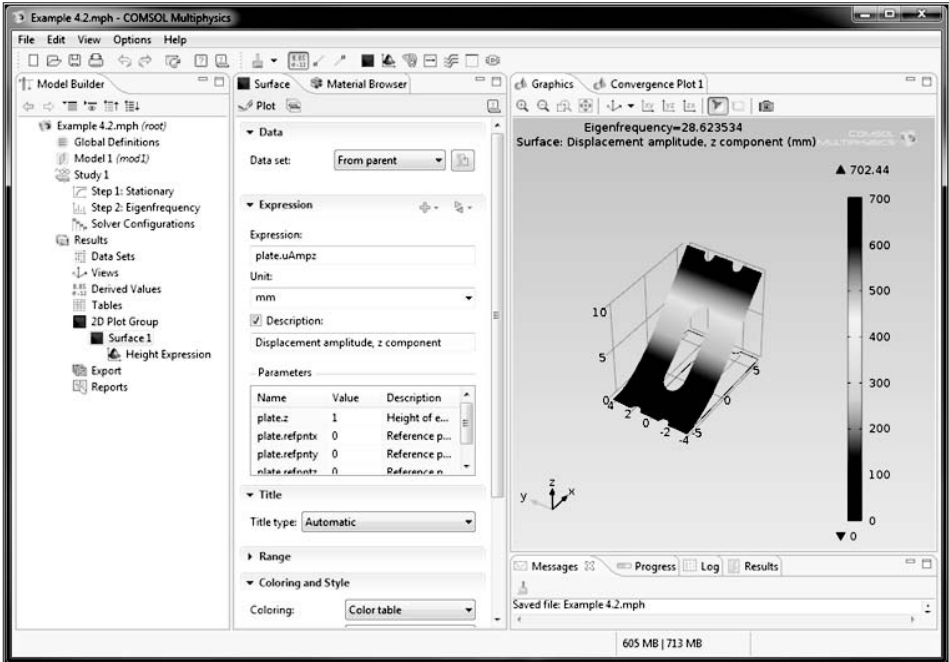 Example 4.2.mph - COMSOL Multiphysics
File Edit View Options Help
Model Builder
Example 4.2.mph (root)
Global Definitions
Model 1 (mod1)
Study 1
Step 1: Stationary
Step 2: Eigenfrequency
Solver Configurations
Results
Data Sets
Views
Derived Values
Tables
2D Plot Group
Surface 1
Height Expression
Export
Reports
Surface Material Browser
Plot
Data
Data set: From parent
Expression
Expression:
plate.uAmpz
Unit:
mm
Description:
Displacement amplitude, z component
Parameters
Name Value Description
plate.z 1 Height of e...
plate.refpntx 0 Reference p...
plate.refpnty 0 Reference p...
plate.refpntz 0 Reference p...
Title
Title type: Automatic
Range
Coloring and Style
Coloring: Color table
Graphics Convergence Plot 1
Eigenfrequency=28.623534
Surface: Displacement amplitude, z component (mm)
COMSOL
MULTIPHYSICS
▲ 702.44
700
600
500
400
300
200
100
0
▼ 0
10
5
0
4
2
0
-2
-4
-5
0
5
y z x
Messages Progress Log Results
Saved file: Example 4.2.mph
605 MB | 713 MB